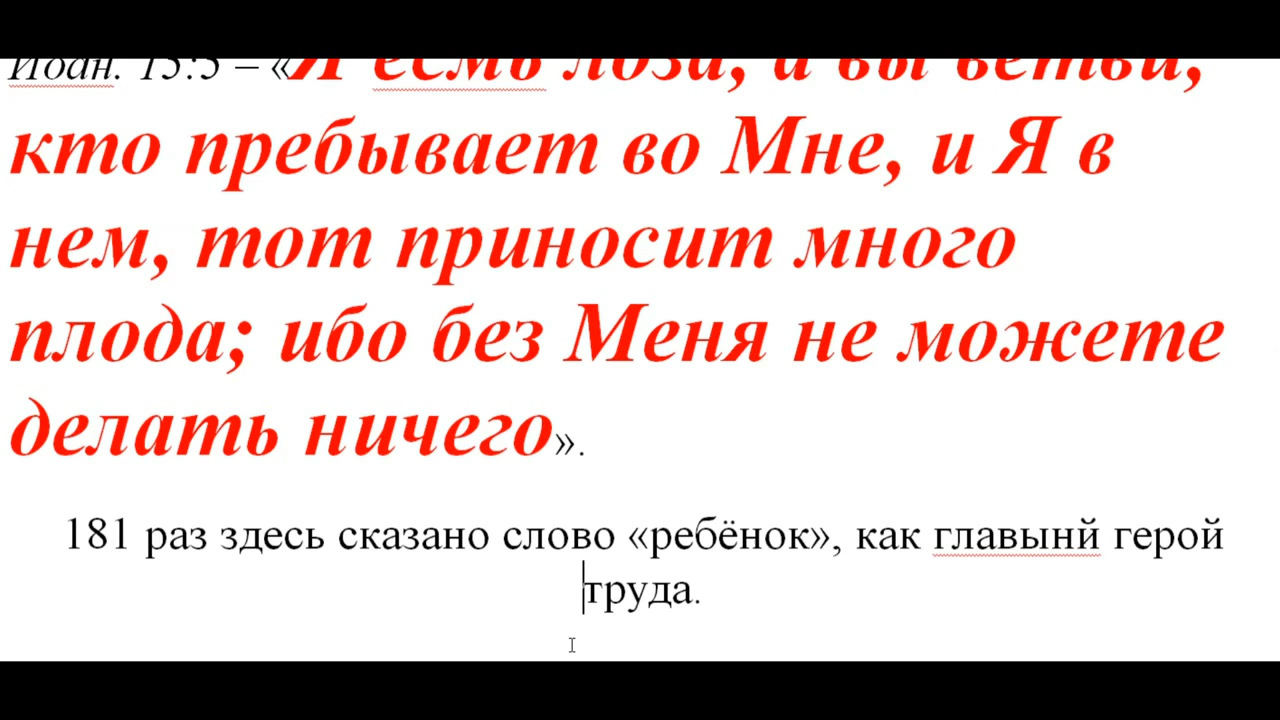 Иоан. 15:5 – «Я есмь лоза, а вы ветви,
кто пребывает во Мне, и Я в
нем, тот приносит много
плода; ибо без Меня не можете
делать ничего».
181 раз здесь сказано слово «ребёнок», как главынй герой
труда.